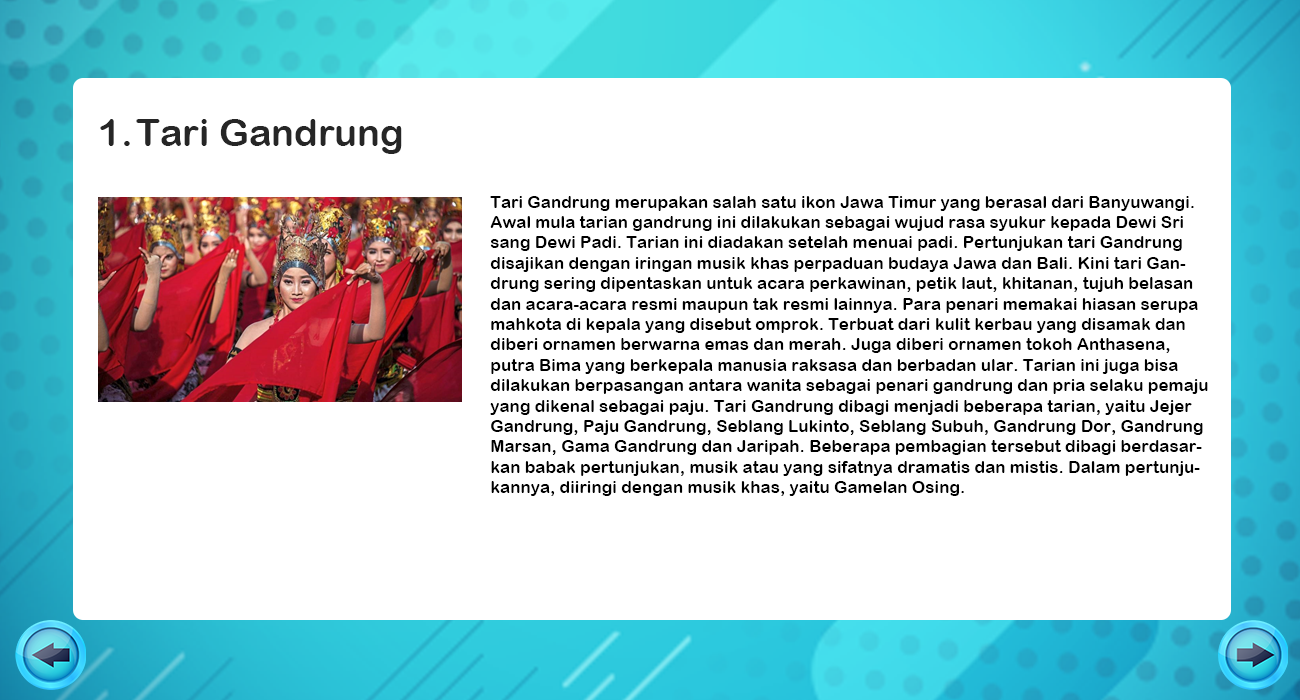 1. Tari Gandrung
Tari Gandrung merupakan salah satu ikon Jawa Timur yang berasal dari Banyuwangi.
Awal mula tarian gandrung ini dilakukan sebagai wujud rasa syukur kepada Dewi Sri
sang Dewi Padi. Tarian ini diadakan setelah menuai padi. Pertunjukan tari Gandrung
disajikan dengan iringan musik khas perpaduan budaya Jawa dan Bali. Kini tari Gan-
drung sering dipentaskan untuk acara perkawinan, petik laut, khitanan, tujuh belasan
dan acara-acara resmi maupun tak resmi lainnya. Para penari memakai hiasan serupa
mahkota di kepala yang disebut omprok. Terbuat dari kulit kerbau yang disamak dan
diberi ornamen berwarna emas dan merah. Juga diberi ornamen tokoh Anthasena,
putra Bima yang berkepala manusia raksasa dan berbadan ular. Tarian ini juga bisa
dilakukan berpasangan antara wanita sebagai penari gandrung dan pria selaku pemaju
yang dikenal sebagai paju. Tari Gandrung dibagi menjadi beberapa tarian, yaitu Jejer
Gandrung, Paju Gandrung, Seblang Lukinto, Seblang Subuh, Gandrung Dor, Gandrung
Marsan, Gama Gandrung dan Jaripah. Beberapa pembagian tersebut dibagi berdasar-
kan babak pertunjukan, musik atau yang sifatnya dramatis dan mistis. Dalam pertunju-
kannya, diiringi dengan musik khas, yaitu Gamelan Osing.